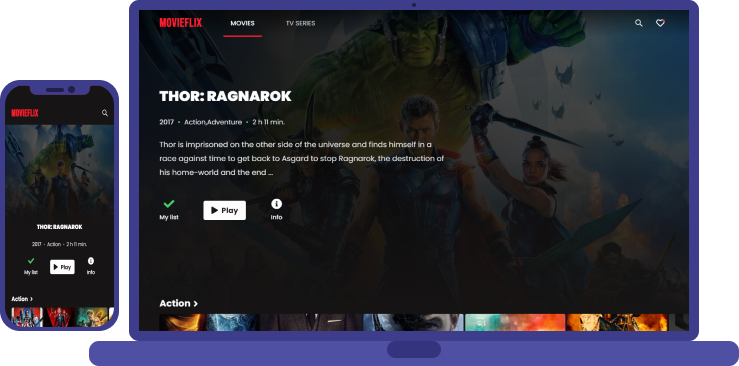 MOVIEFLIX
MOVIES
TV SERIES
THOR: RAGNAROK
2017 • Action,Adventure • 2 h 11 min.
Thor is imprisoned on the other side of the universe and finds himself in a
race against time to get back to Asgard to stop Ragnarok, the destruction of
his home-world and the end ...
My list
Play
Info
Action >
MOVIEFLIX
THOR: RAGNAROK
2017 • Action • 2 h 11 min.
My list
Play
Info
Action >